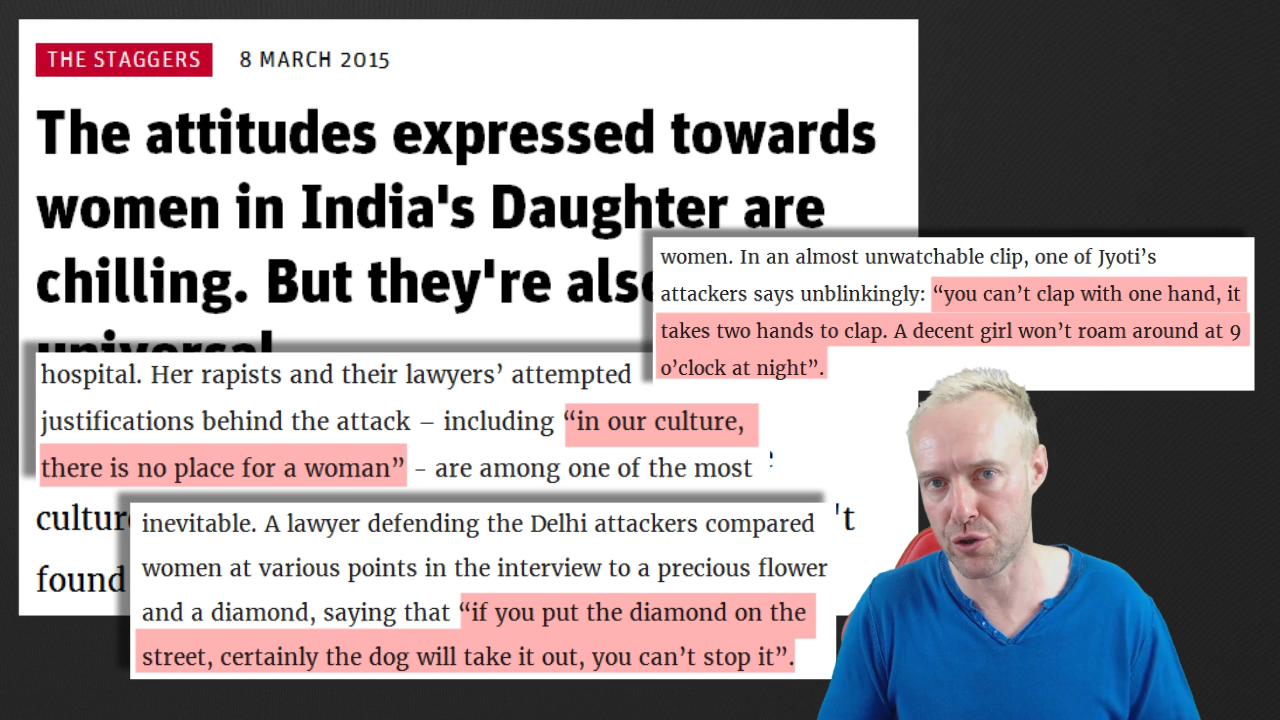 THE STAGGERS 8 MARCH 2015
The attitudes expressed towards
women in India's Daughter are
chilling. But they're also
universal
women. In an almost unwatchable clip, one of Jyoti’s
attackers says unblinkingly: “you can’t clap with one hand, it
takes two hands to clap. A decent girl won’t roam around at 9
o’clock at night”.
hospital. Her rapists and their lawyers’ attempted
justifications behind the attack – including “in our culture,
there is no place for a woman” – are among one of the most
inevitable. A lawyer defending the Delhi attackers compared
women at various points in the interview to a precious flower
and a diamond, saying that “if you put the diamond on the
street, certainly the dog will take it out, you can’t stop it”.
cultur 't
found